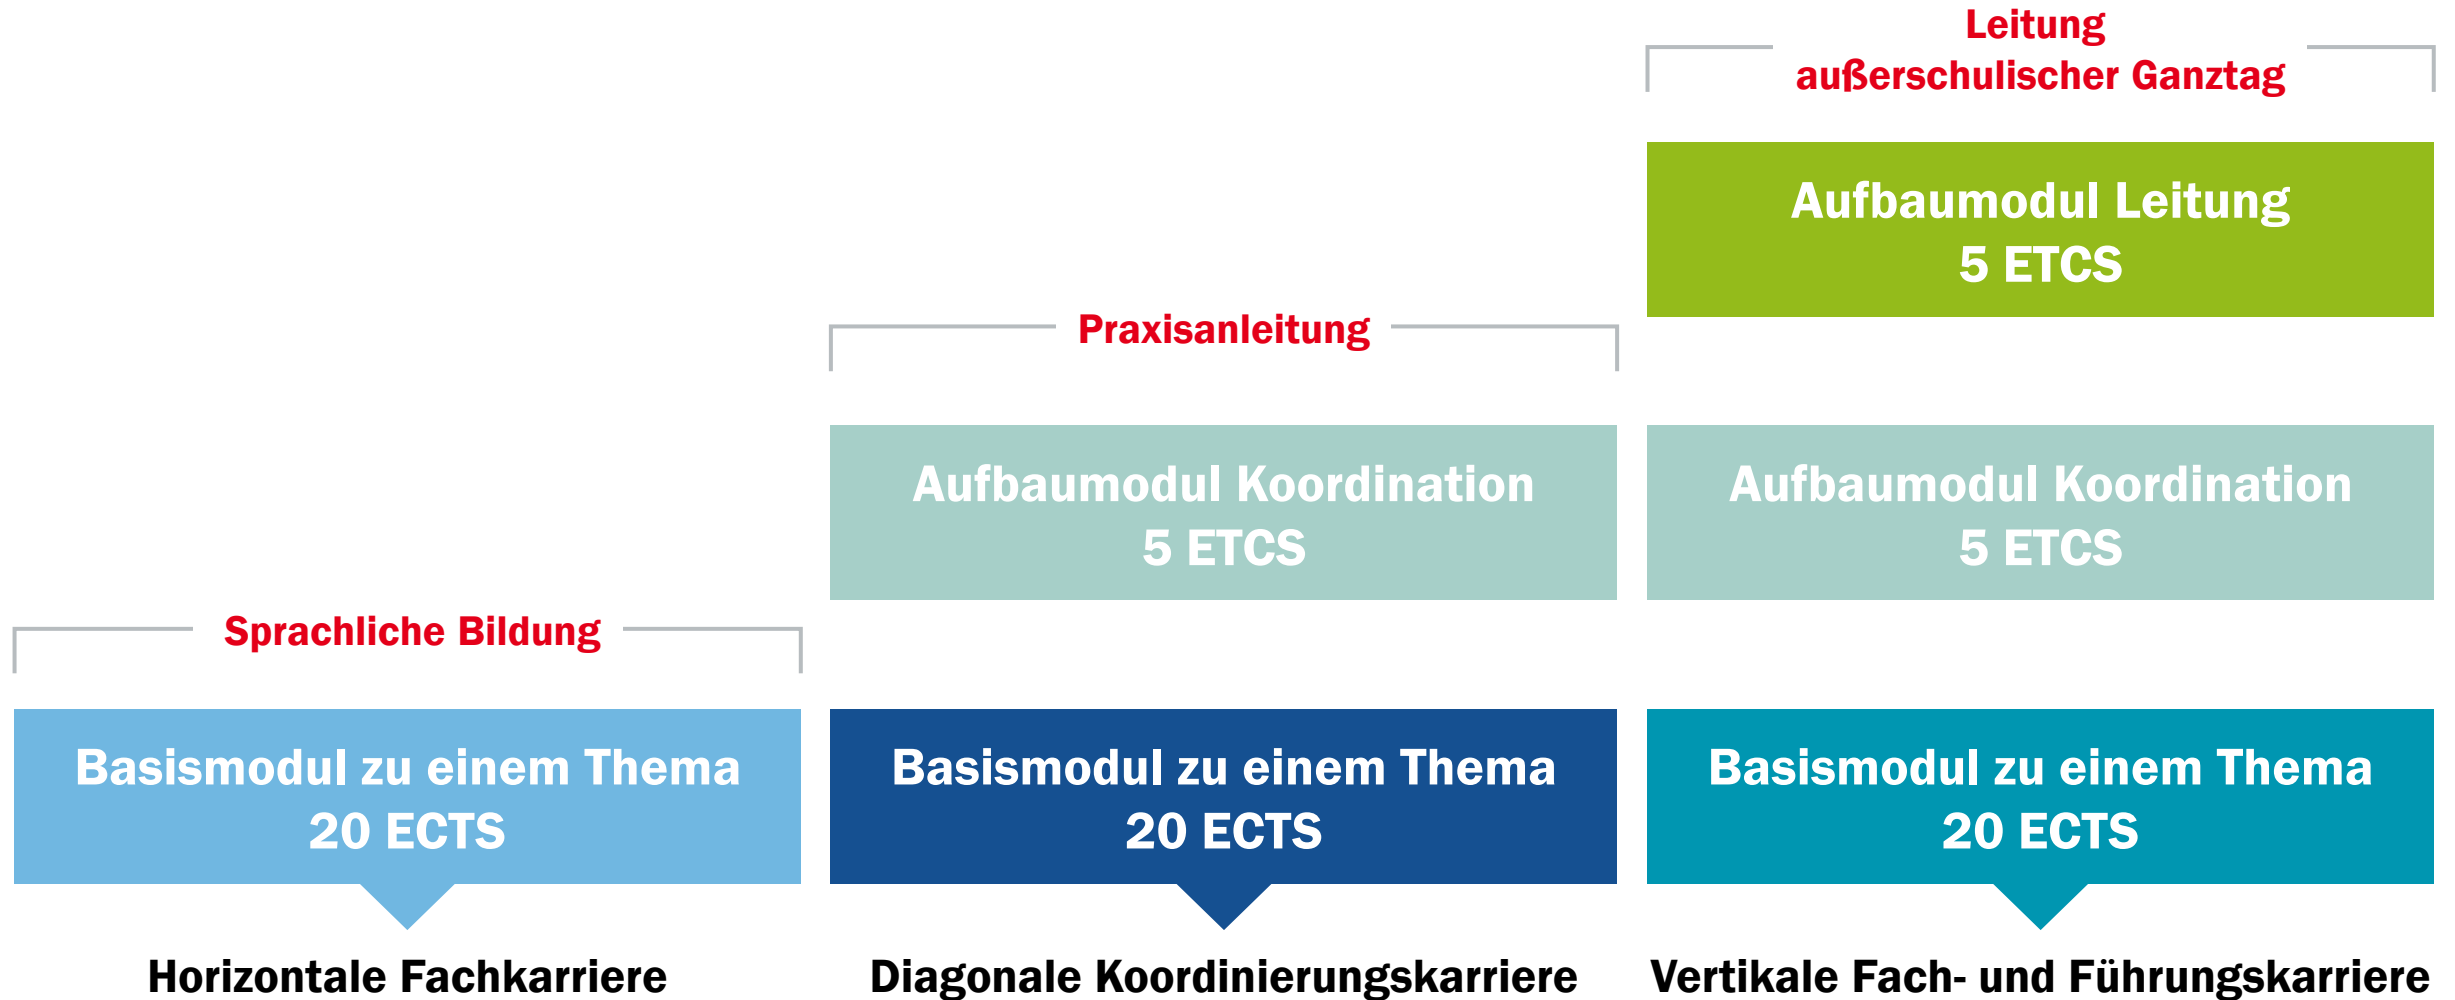 Leitung
außerschulischer Ganztag
Aufbaumodul Leitung
5 ETCS
Praxisanleitung
Aufbaumodul Koordination
5 ETCS
Aufbaumodul Koordination
5 ETCS
Sprachliche Bildung
Basismodul zu einem Thema
20 ECTS
Basismodul zu einem Thema
20 ECTS
Basismodul zu einem Thema
20 ECTS
Horizontale Fachkarriere
Diagonale Koordinierungskarriere
Vertikale Fach- und Führungskarriere